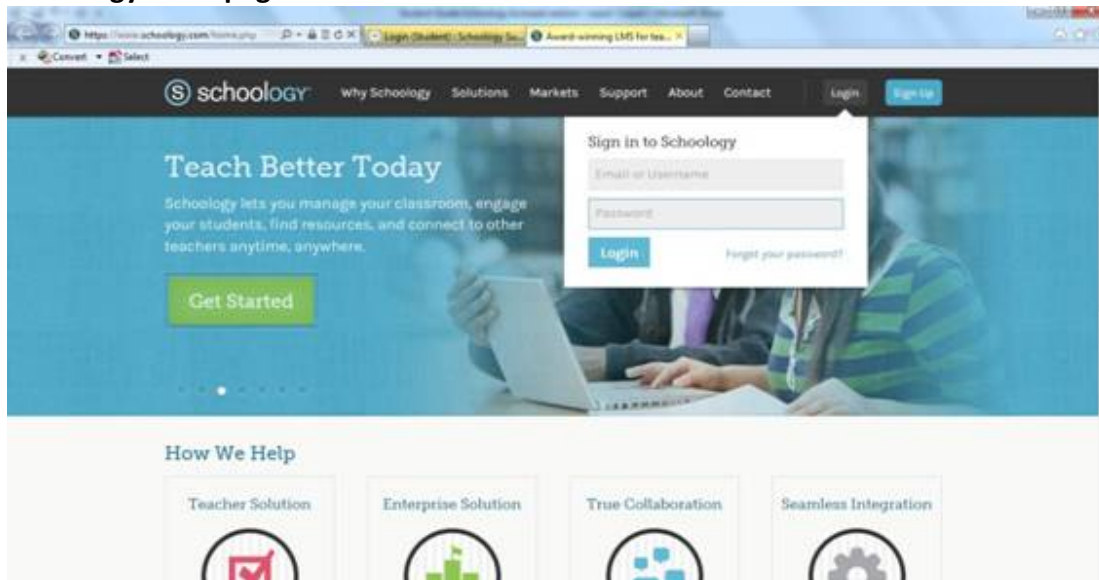 https://www.schoology.com/home.php
Login (Student) : Schoology Su...
Award-winning LMS for tea...
x Convert Select
schoology
Why Schoology Solutions Markets Support About Contact Login Sign Up
Teach Better Today
Schoology lets you manage your classroom, engage
your students, find resources, and connect to other
teachers anytime, anywhere.
Get Started
Sign in to Schoology
Email or Username
Password
Login Forgot your password?
How We Help
Teacher Solution
Enterprise Solution
True Collaboration
Seamless Integration